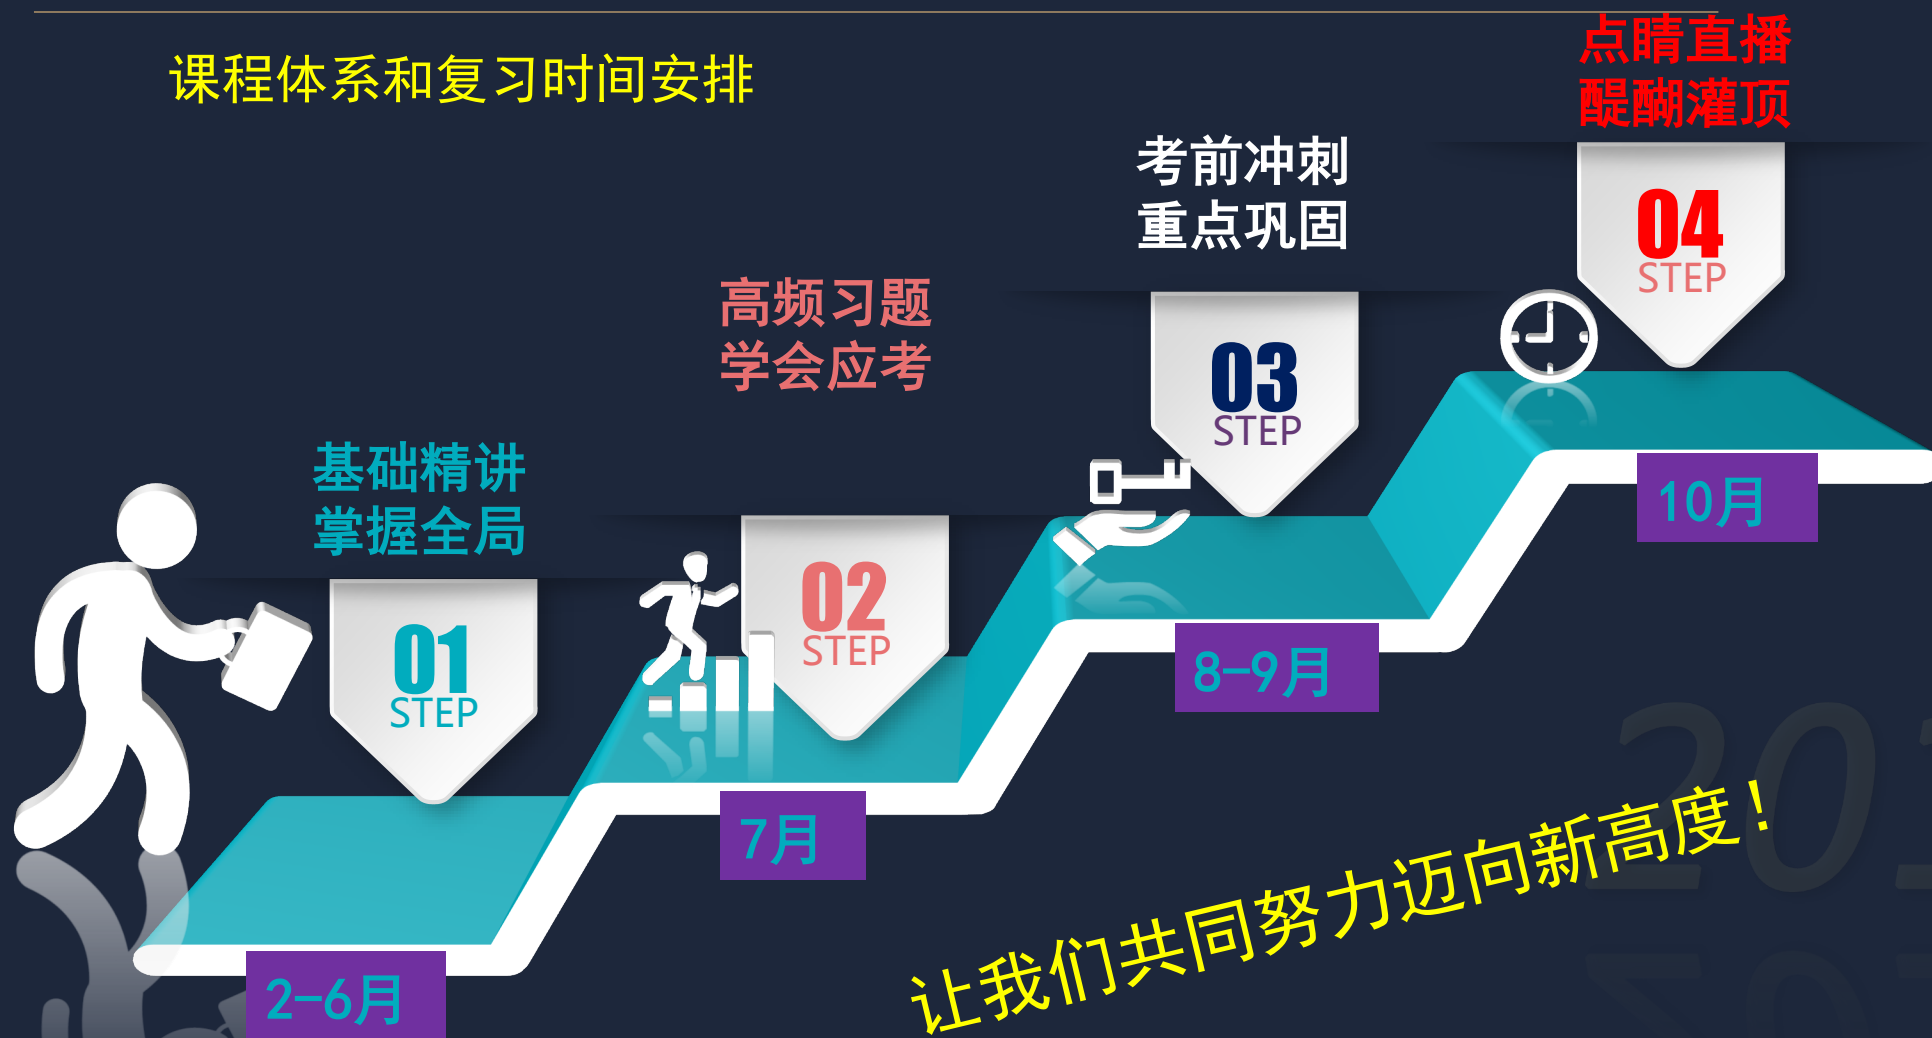 课程体系和复习时间安排
点睛直播
醍醐灌顶
04
STEP
10月
考前冲刺
重点巩固
03
STEP
8-9月
高频习题
学会应考
02
STEP
7月
基础精讲
掌握全局
01
STEP
2-6月
让我们共同努力迈向新高度！